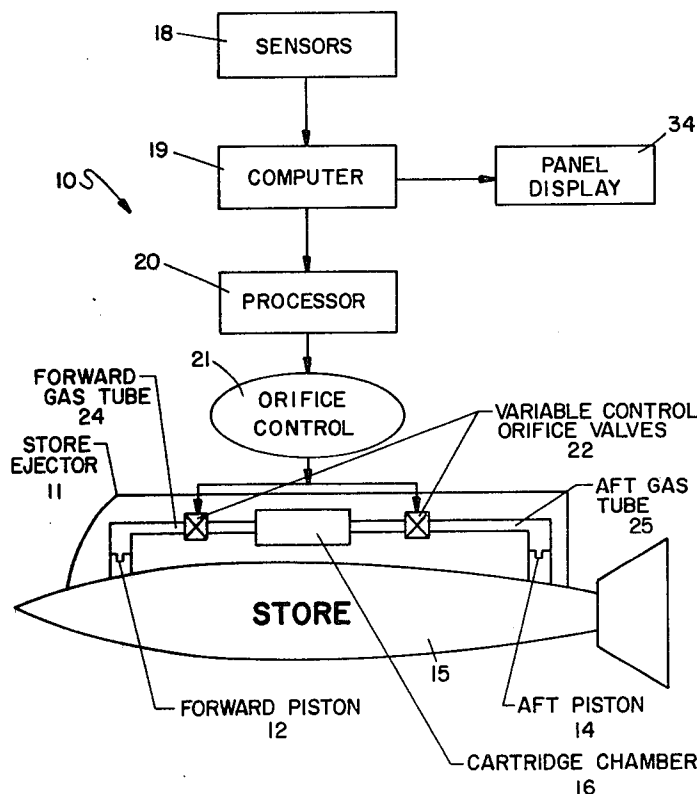 18
SENSORS
34
19
COMPUTER
PANEL
DISPLAY
10
20
PROCESSOR
21
ORIFICE
CONTROL
FORWARD
GAS TUBE
24
STORE
EJECTOR
11
VARIABLE CONTROL
ORIFICE VALVES
22
AFT GAS
TUBE
25
STORE
15
FORWARD PISTON
12
AFT PISTON
14
CARTRIDGE CHAMBER
16